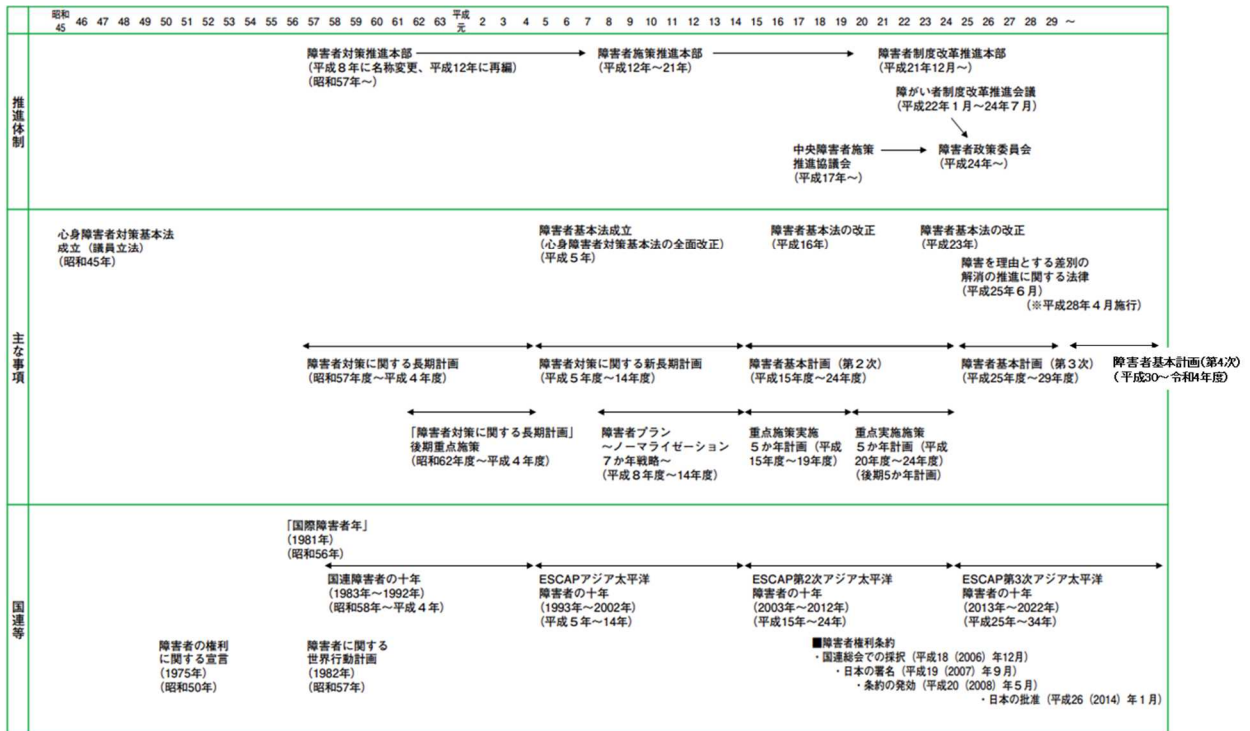 昭和 45 46 47 48 49 50 51 52 53 54 55 56 57 58 59 60 61 62 63 平成元 2 3 4 5 6 7 8 9 10 11 12 13 14 15 16 17 18 19 20 21 22 23 24 25 26 27 28 29 ～
推進体制
障害者対策推進本部
(平成８年に名称変更、平成12年に再編)
(昭和57年～)
障害者施策推進本部
(平成12年～21年)
障害者制度改革推進本部
(平成21年12月～)
障がい者制度改革推進会議
(平成22年１月～24年７月)
中央障害者施策
推進協議会
(平成17年～)
障害者政策委員会
(平成24年～)
主な事項
心身障害者対策基本法
成立（議員立法）
(昭和45年)
障害者基本法成立
(心身障害者対策基本法の全面改正)
(平成５年)
障害者基本法の改正
(平成16年)
障害者基本法の改正
(平成23年)
障害を理由とする差別の
解消の推進に関する法律
(平成25年６月)
(※平成28年４月施行)
障害者対策に関する長期計画
(昭和57年度～平成４年度)
障害者対策に関する新長期計画
(平成５年度～14年度)
障害者基本計画（第２次）
(平成15年度～24年度)
障害者基本計画（第３次）
(平成25年度～29年度)
障害者基本計画(第4次)
(平成30～令和4年度)
「障害者対策に関する長期計画」
後期重点施策
(昭和62年度～平成４年度)
障害者プラン
～ノーマライゼーション
７か年戦略～
(平成８年度～14年度)
重点施策実施
５か年計画（平成
15年度～19年度）
重点実施施策
５か年計画（平成
20年度～24年度）
(後期5か年計画)
国連等
「国際障害者年」
(1981年)
(昭和56年)
国連障害者の十年
(1983年～1992年)
(昭和58年～平成４年)
ESCAPアジア太平洋
障害者の十年
(1993年～2002年)
(平成５年～14年)
ESCAP第2次アジア太平洋
障害者の十年
(2003年～2012年)
(平成15年～24年)
ESCAP第3次アジア太平洋
障害者の十年
(2013年～2022年)
(平成25年～34年)
障害者の権利
に関する宣言
(1975年)
(昭和50年)
障害者に関する
世界行動計画
(1982年)
(昭和57年)
■障害者権利条約
・国連総会での採択（平成18（2006）年12月）
・日本の署名（平成19（2007）年９月）
・条約の発効（平成20（2008）年５月）
・日本の批准（平成26（2014）年１月）